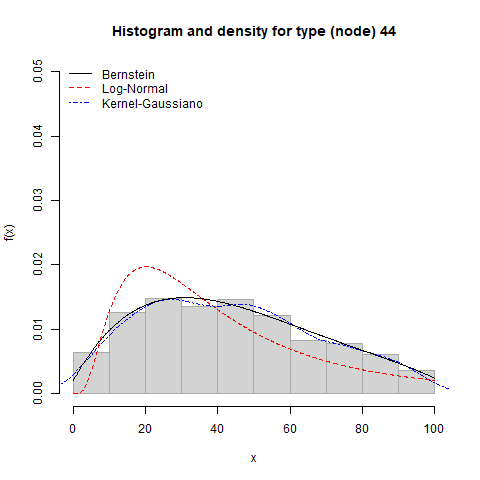 Histogram and density for type (node) 44
Bernstein
Log-Normal
Kernel-Gaussiano
f(x)
0.05
0.04
0.03
0.02
0.01
0.00
0 20 40 60 80 100
x